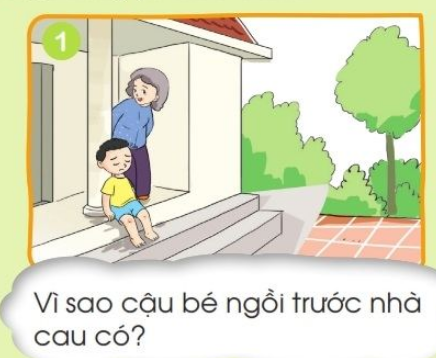 1
Vì sao cậu bé ngồi trước nhà
cau có?